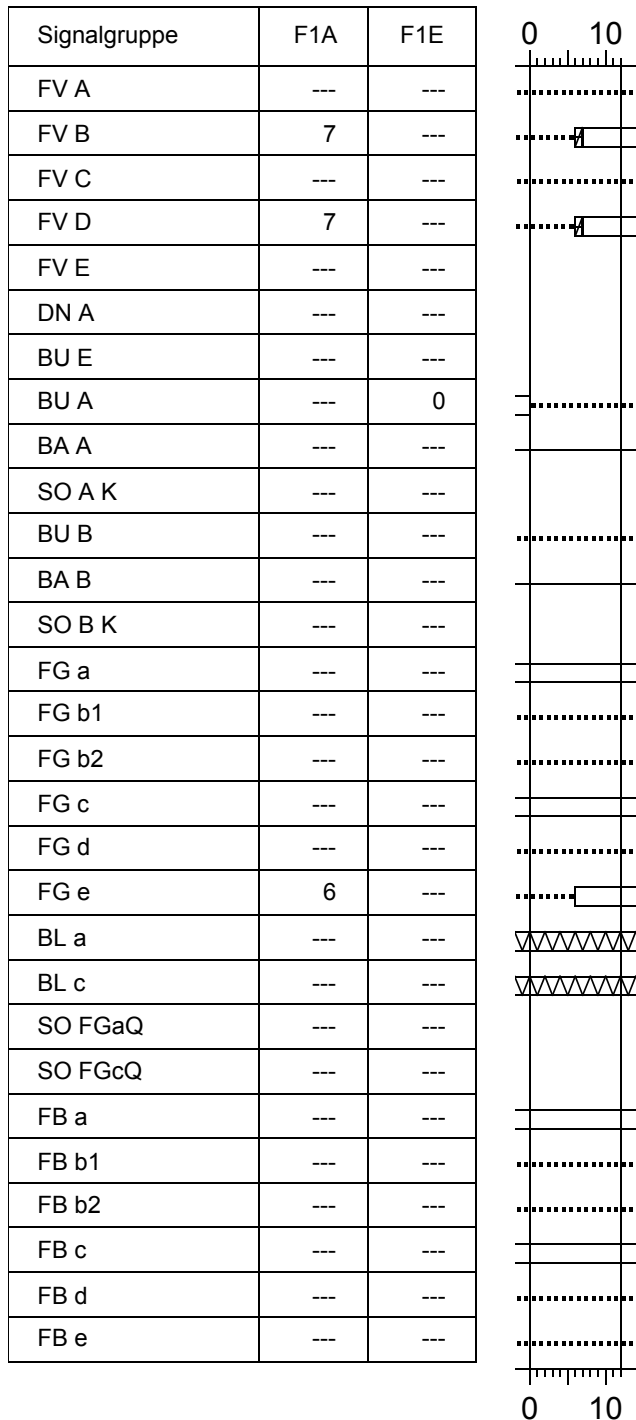 Signalgruppe F1A F1E 0 10
FV A --- ---
FV B 7 ---
FV C --- ---
FV D 7 ---
FV E --- ---
DN A --- ---
BU E --- ---
BU A --- 0
BA A --- ---
SO A K --- ---
BU B --- ---
BA B --- ---
SO B K --- ---
FG a --- ---
FG b1 --- ---
FG b2 --- ---
FG c --- ---
FG d --- ---
FG e 6 ---
BL a --- ---
BL c --- ---
SO FGaQ --- ---
SO FGcQ --- ---
FB a --- ---
FB b1 --- ---
FB b2 --- ---
FB c --- ---
FB d --- ---
FB e --- ---
0 10